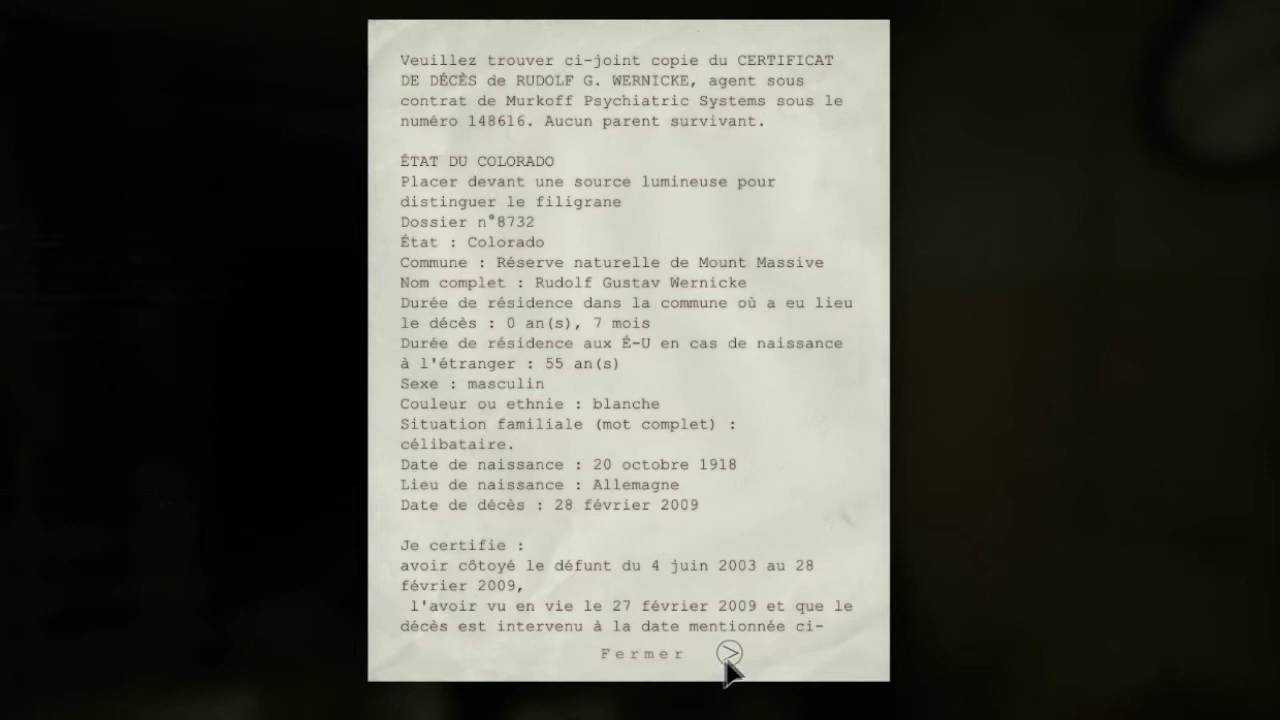 Veuillez trouver ci-joint copie du CERTIFICAT
DE DÉCÈS de RUDOLF G. WERNICKE, agent sous
contrat de Murkoff Psychiatric Systems sous le
numéro 148616. Aucun parent survivant.
ÉTAT DU COLORADO
Placer devant une source lumineuse pour
distinguer le filigrane
Dossier n°8732
État : Colorado
Commune : Réserve naturelle de Mount Massive
Nom complet : Rudolf Gustav Wernicke
Durée de résidence dans la commune où a eu lieu
le décès : 0 an(s), 7 mois
Durée de résidence aux É-U en cas de naissance
à l'étranger : 55 an(s)
Sexe : masculin
Couleur ou ethnie : blanche
Situation familiale (mot complet) :
célibataire.
Date de naissance : 20 octobre 1918
Lieu de naissance : Allemagne
Date de décès : 28 février 2009
Je certifie :
avoir côtoyé le défunt du 4 juin 2003 au 28
février 2009,
l'avoir vu en vie le 27 février 2009 et que le
décès est intervenu à la date mentionnée ci-
Fermer >